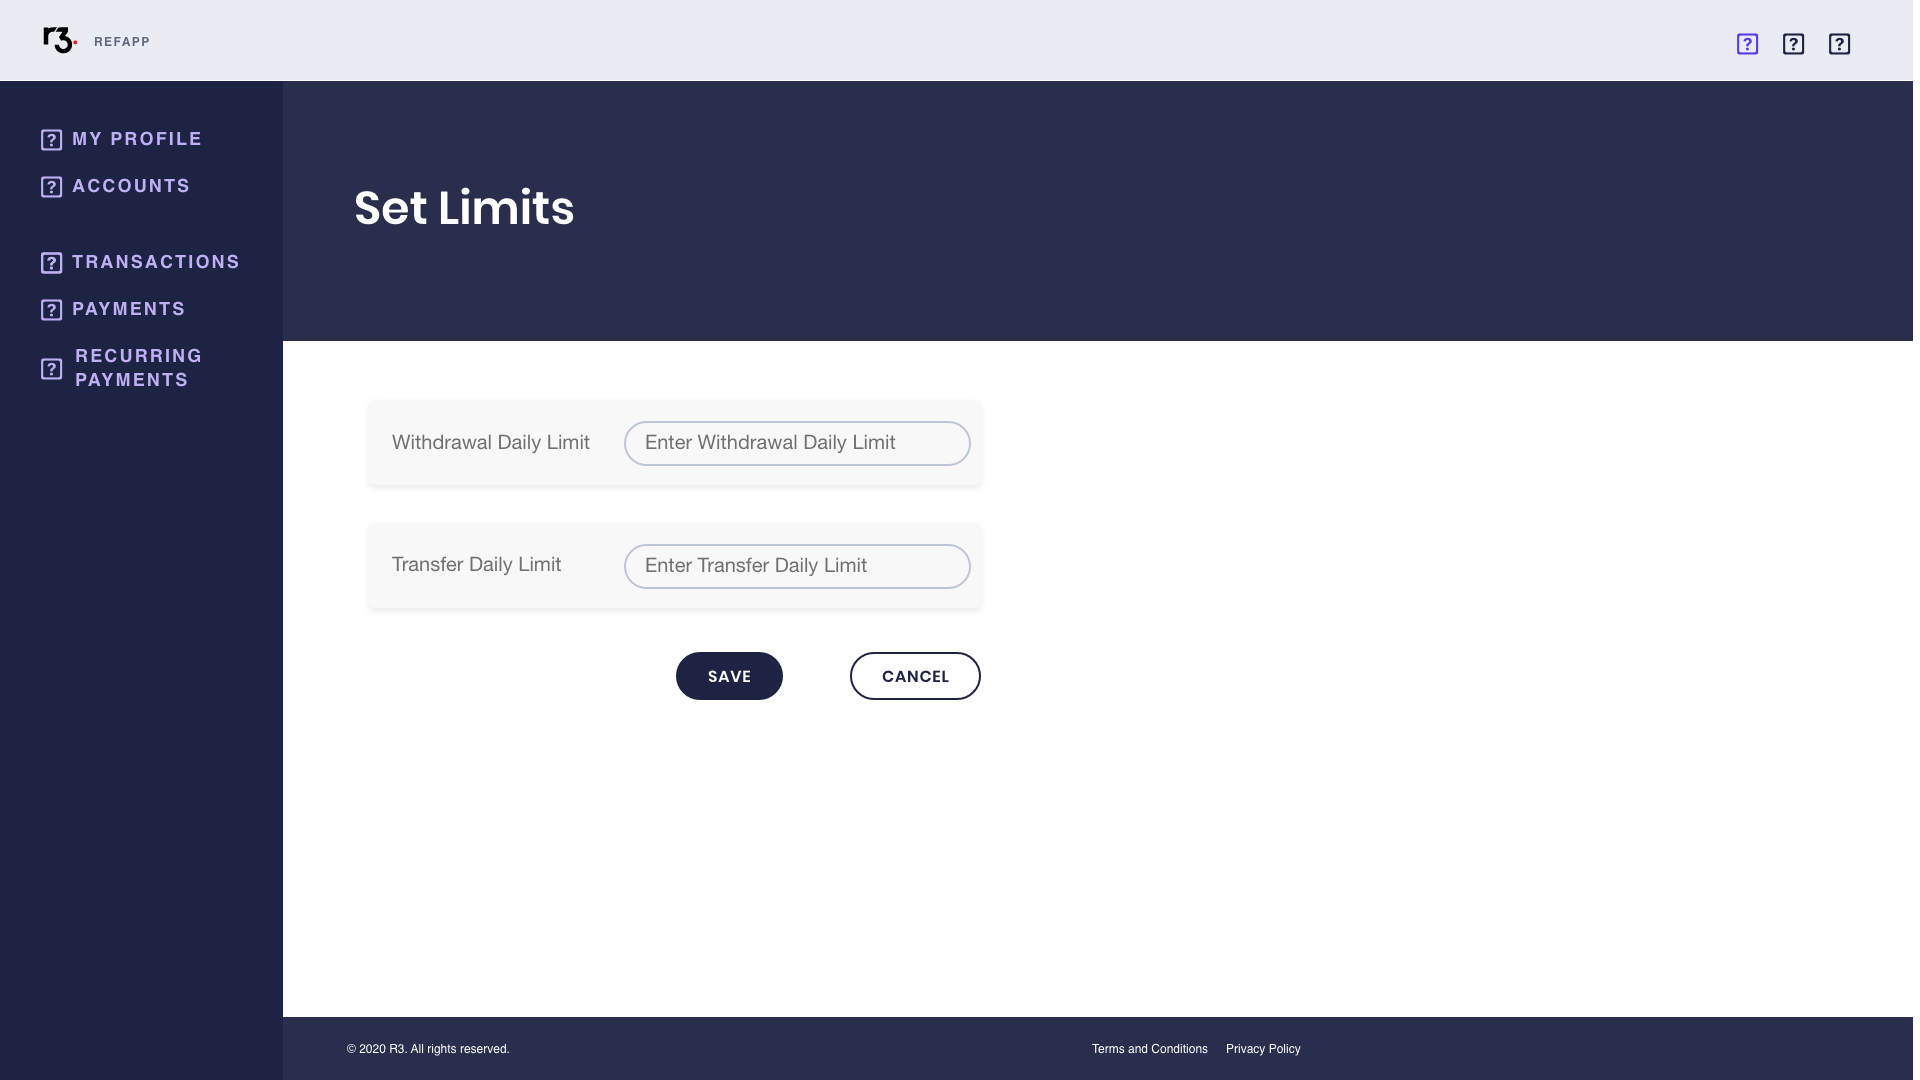 r3.
REFAPP
MY PROFILE
ACCOUNTS
TRANSACTIONS
PAYMENTS
RECURRING
PAYMENTS
Set Limits
Withdrawal Daily Limit
Enter Withdrawal Daily Limit
Transfer Daily Limit
Enter Transfer Daily Limit
SAVE
CANCEL
© 2020 R3. All rights reserved.
Terms and Conditions
Privacy Policy